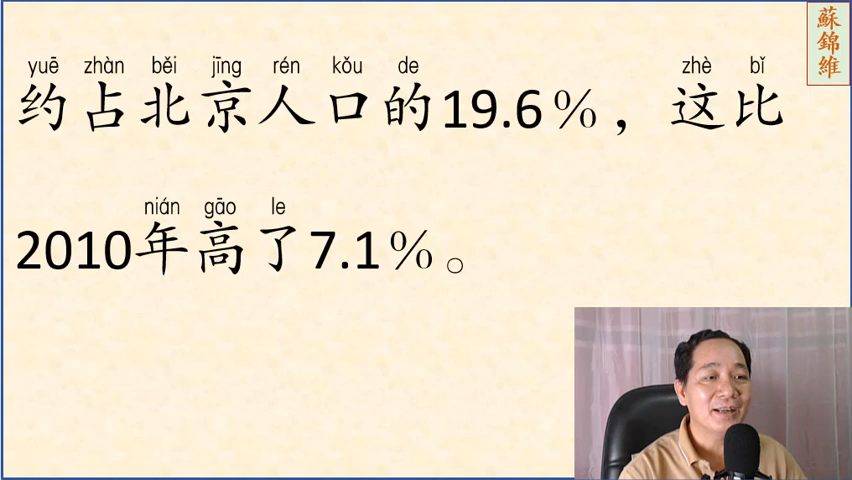 蘇錦維
yuē zhàn běi jīng rén kǒu de zhè bǐ
约占北京人口的19.6％，这比
nián gāo le
2010年高了7.1％。